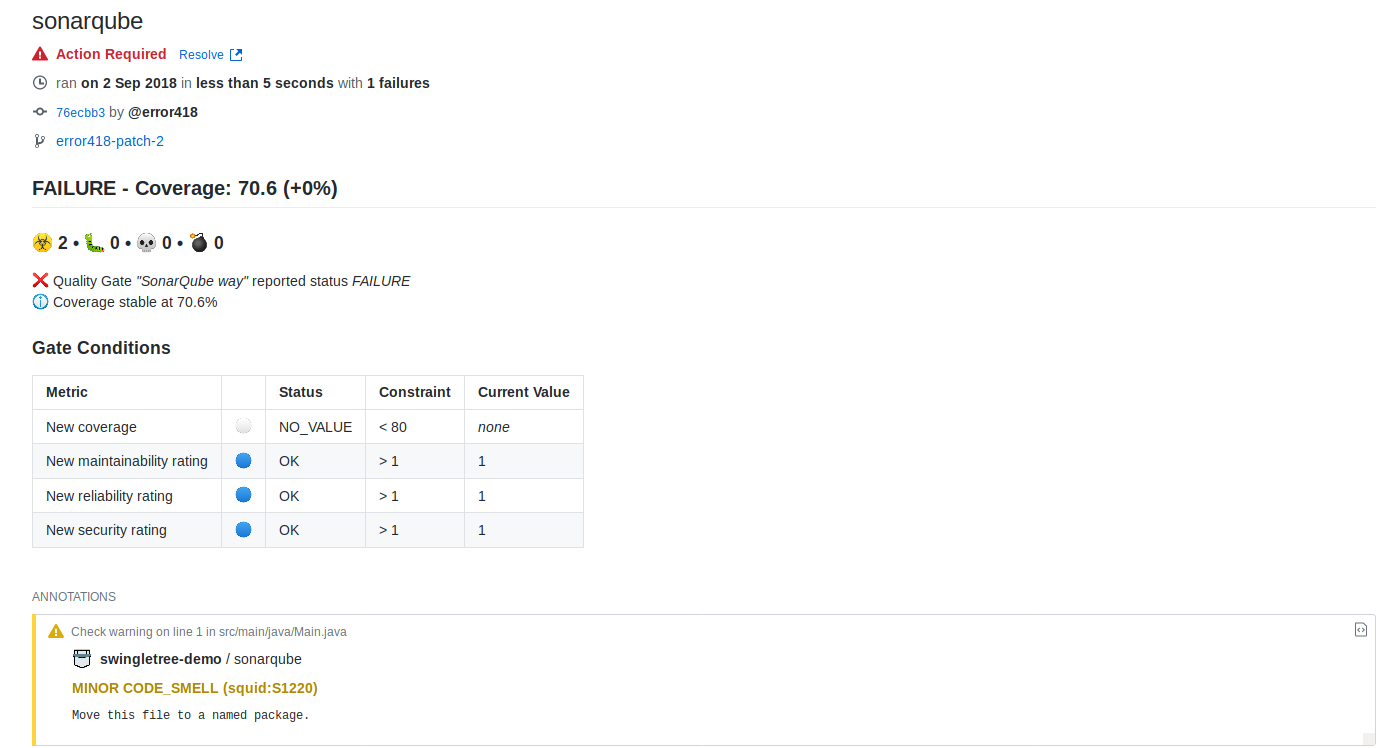 sonarqube
Action Required Resolve
ran on 2 Sep 2018 in less than 5 seconds with 1 failures
76ecbb3 by @error418
error418-patch-2
FAILURE - Coverage: 70.6 (+0%)
2 • 0 • 0 • 0
Quality Gate "SonarQube way" reported status FAILURE
Coverage stable at 70.6%
Gate Conditions
Metric Status Constraint Current Value
New coverage NO_VALUE < 80 none
New maintainability rating OK > 1 1
New reliability rating OK > 1 1
New security rating OK > 1 1
ANNOTATIONS
Check warning on line 1 in src/main/java/Main.java
swingletree-demo / sonarqube
MINOR CODE_SMELL (squid:S1220)
Move this file to a named package.